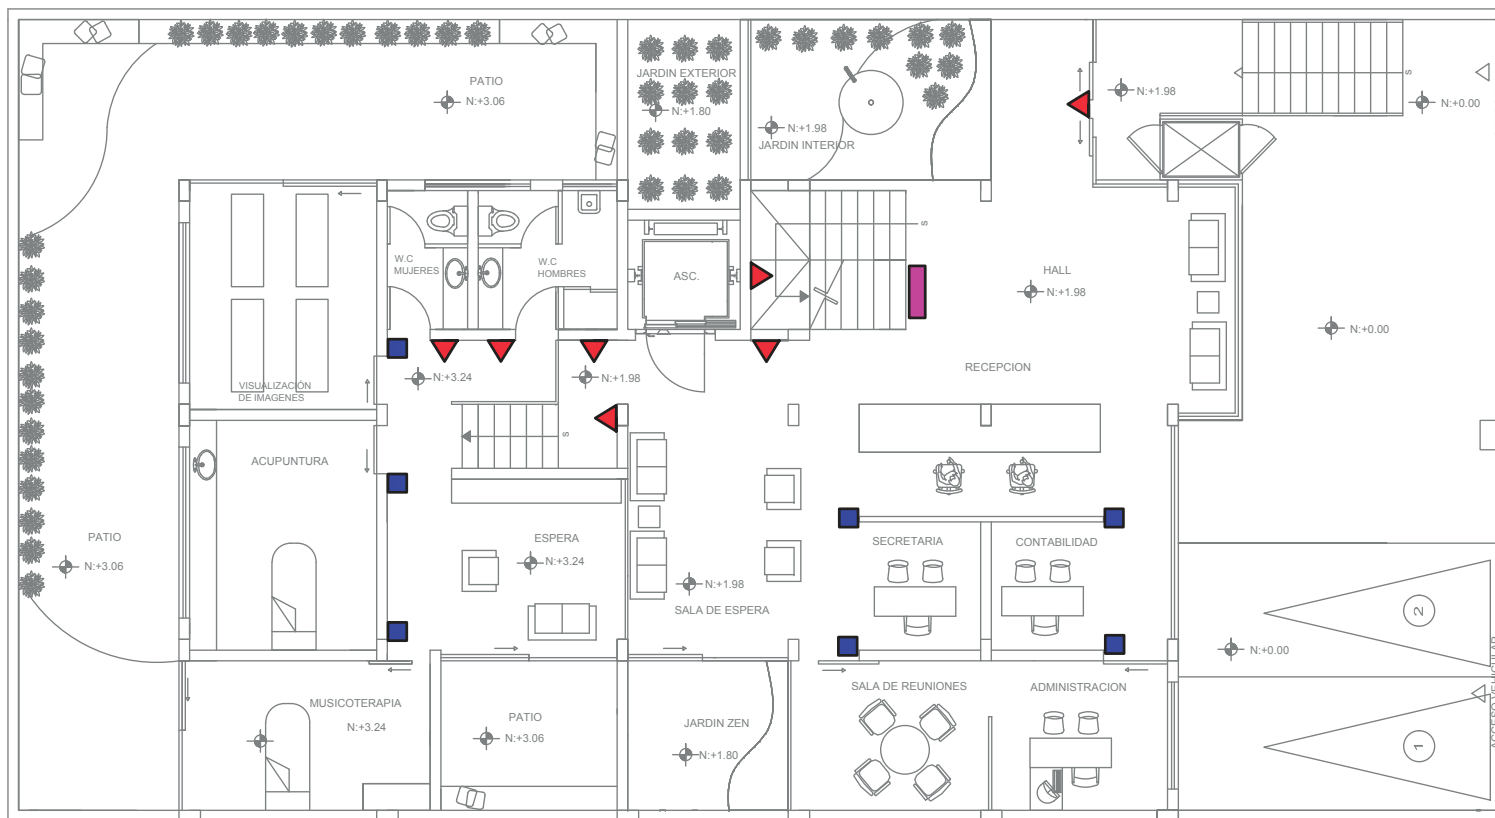 PATIO
N:+3.06
JARDIN EXTERIOR
N:+1.80
N:+1.98
JARDIN INTERIOR
N:+1.98
s
N:+0.00
s
W.C
MUJERES
W.C
HOMBRES
ASC.
HALL
N:+1.98
N:+0.00
RECEPCION
N:+3.24
N:+1.98
VISUALIZACIÓN
DE IMAGENES
s
ACUPUNTURA
PATIO
N:+3.06
ESPERA
N:+3.24
SECRETARIA
CONTABILIDAD
N:+1.98
SALA DE ESPERA
2
N:+0.00
ACCESO VEHICULAR
MUSICOTERAPIA
N:+3.24
PATIO
N:+3.06
JARDIN ZEN
N:+1.80
SALA DE REUNIONES
ADMINISTRACION
1